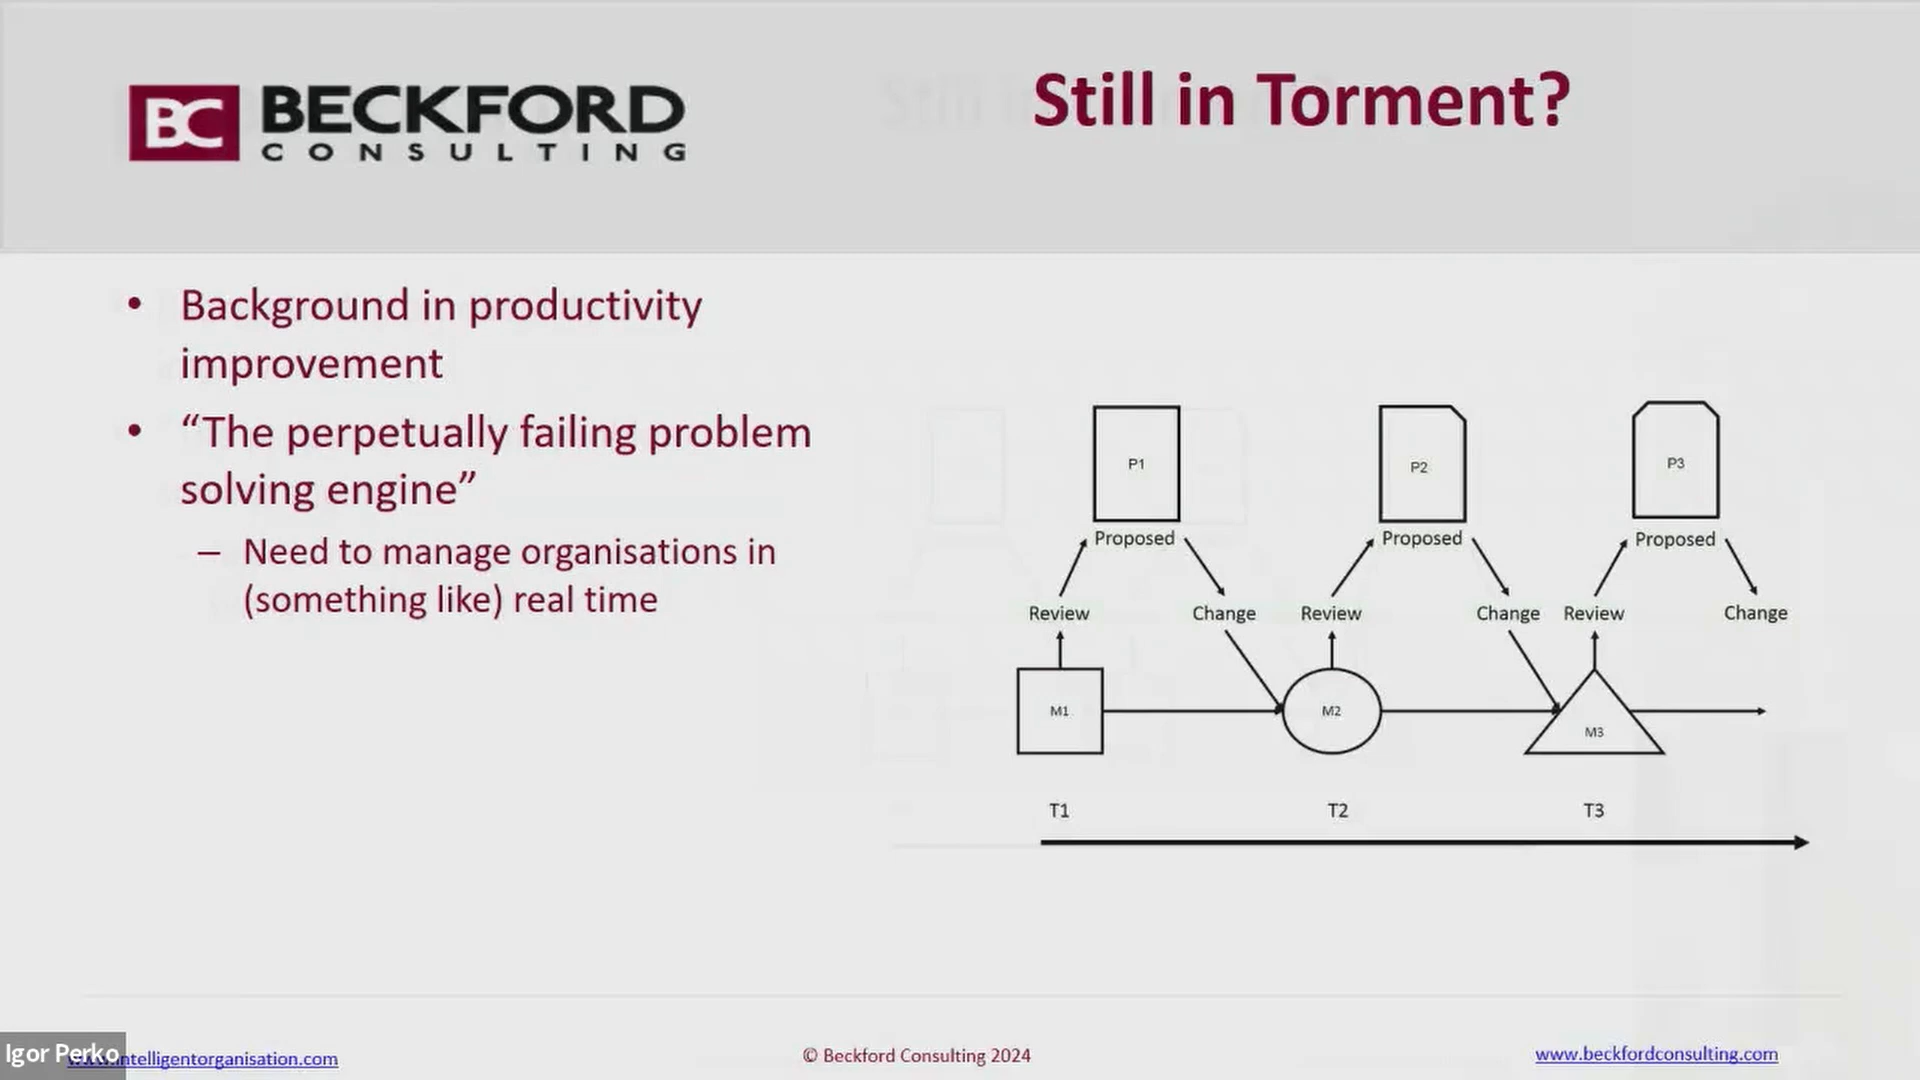 BC BECKFORD
CONSULTING
Still in Torment?
• Background in productivity
improvement
• “The perpetually failing problem
solving engine”
– Need to manage organisations in
(something like) real time
P1 P2 P3
Proposed Proposed Proposed
Review Change Review Change Review Change
M1 M2 M3
T1 T2 T3
Igor Perko
www.intelligentorganisation.com
© Beckford Consulting 2024
www.beckfordconsulting.com